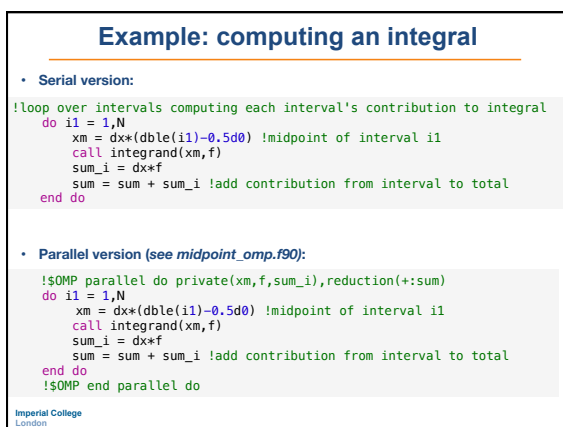 Example: computing an integral
• Serial version:
!loop over intervals computing each interval's contribution to integral
do i1 = 1,N
xm = dx*(dble(i1)-0.5d0) !midpoint of interval i1
call integrand(xm,f)
sum_i = dx*f
sum = sum + sum_i !add contribution from interval to total
end do
• Parallel version (see midpoint_omp.f90):
!$OMP parallel do private(xm,f,sum_i),reduction(+:sum)
do i1 = 1,N
xm = dx*(dble(i1)-0.5d0) !midpoint of interval i1
call integrand(xm,f)
sum_i = dx*f
sum = sum + sum_i !add contribution from interval to total
end do
!$OMP end parallel do
Imperial College
London